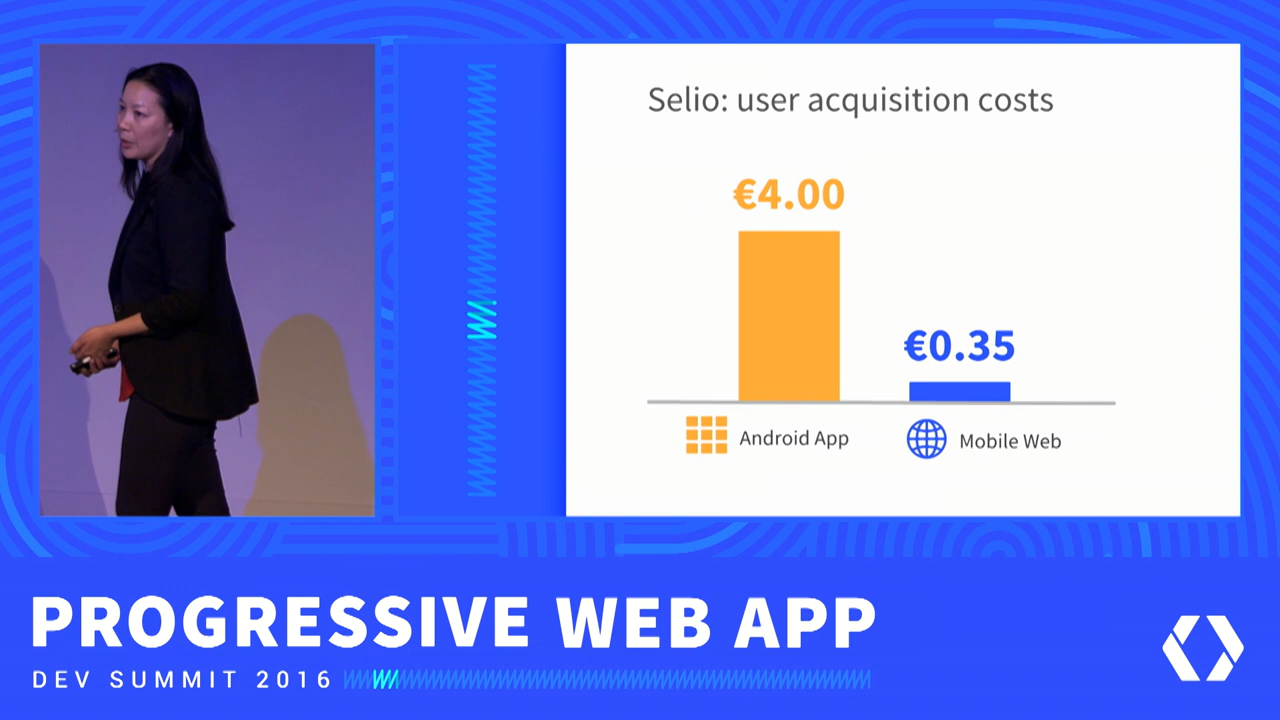 Selio: user acquisition costs
€4.00
€0.35
Android App
Mobile Web
PROGRESSIVE WEB APP
DEV SUMMIT 2016